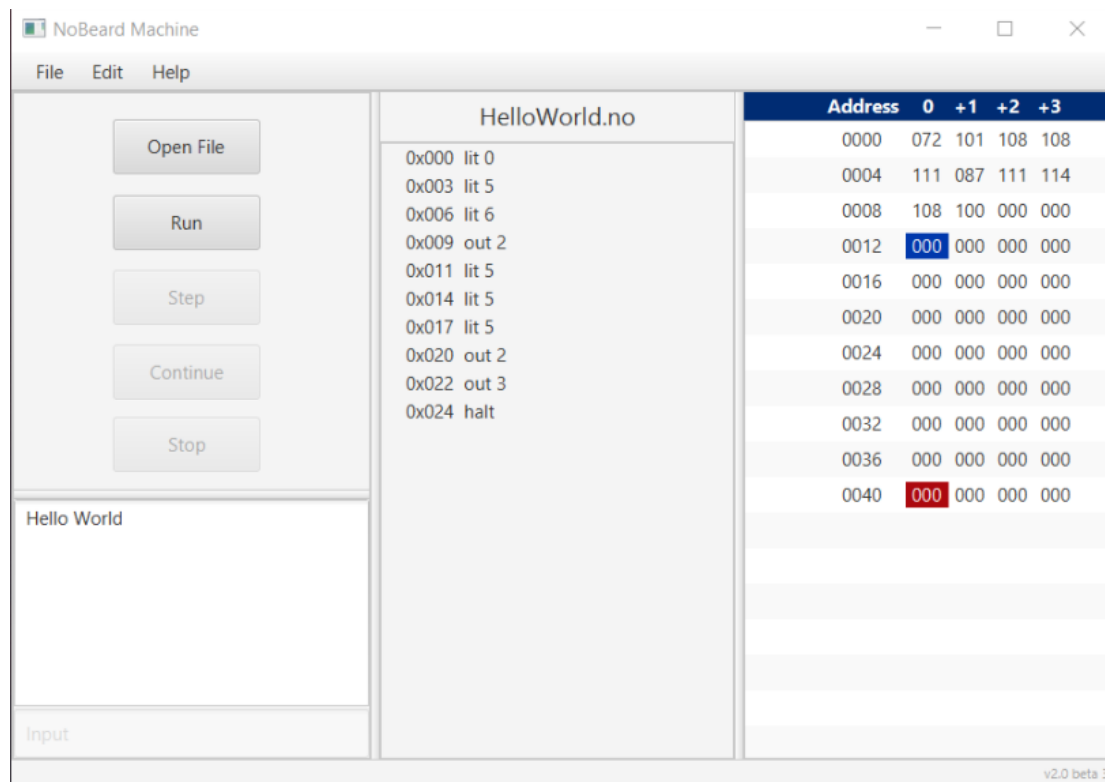 NoBeard Machine
File Edit Help
Open File
Run
Step
Continue
Stop
Hello World
Input
HelloWorld.no
0x000 lit 0
0x003 lit 5
0x006 lit 6
0x009 out 2
0x011 lit 5
0x014 lit 5
0x017 lit 5
0x020 out 2
0x022 out 3
0x024 halt
Address 0 +1 +2 +3
0000 072 101 108 108
0004 111 087 111 114
0008 108 100 000 000
0012 000 000 000 000
0016 000 000 000 000
0020 000 000 000 000
0024 000 000 000 000
0028 000 000 000 000
0032 000 000 000 000
0036 000 000 000 000
0040 000 000 000 000
v2.0 beta